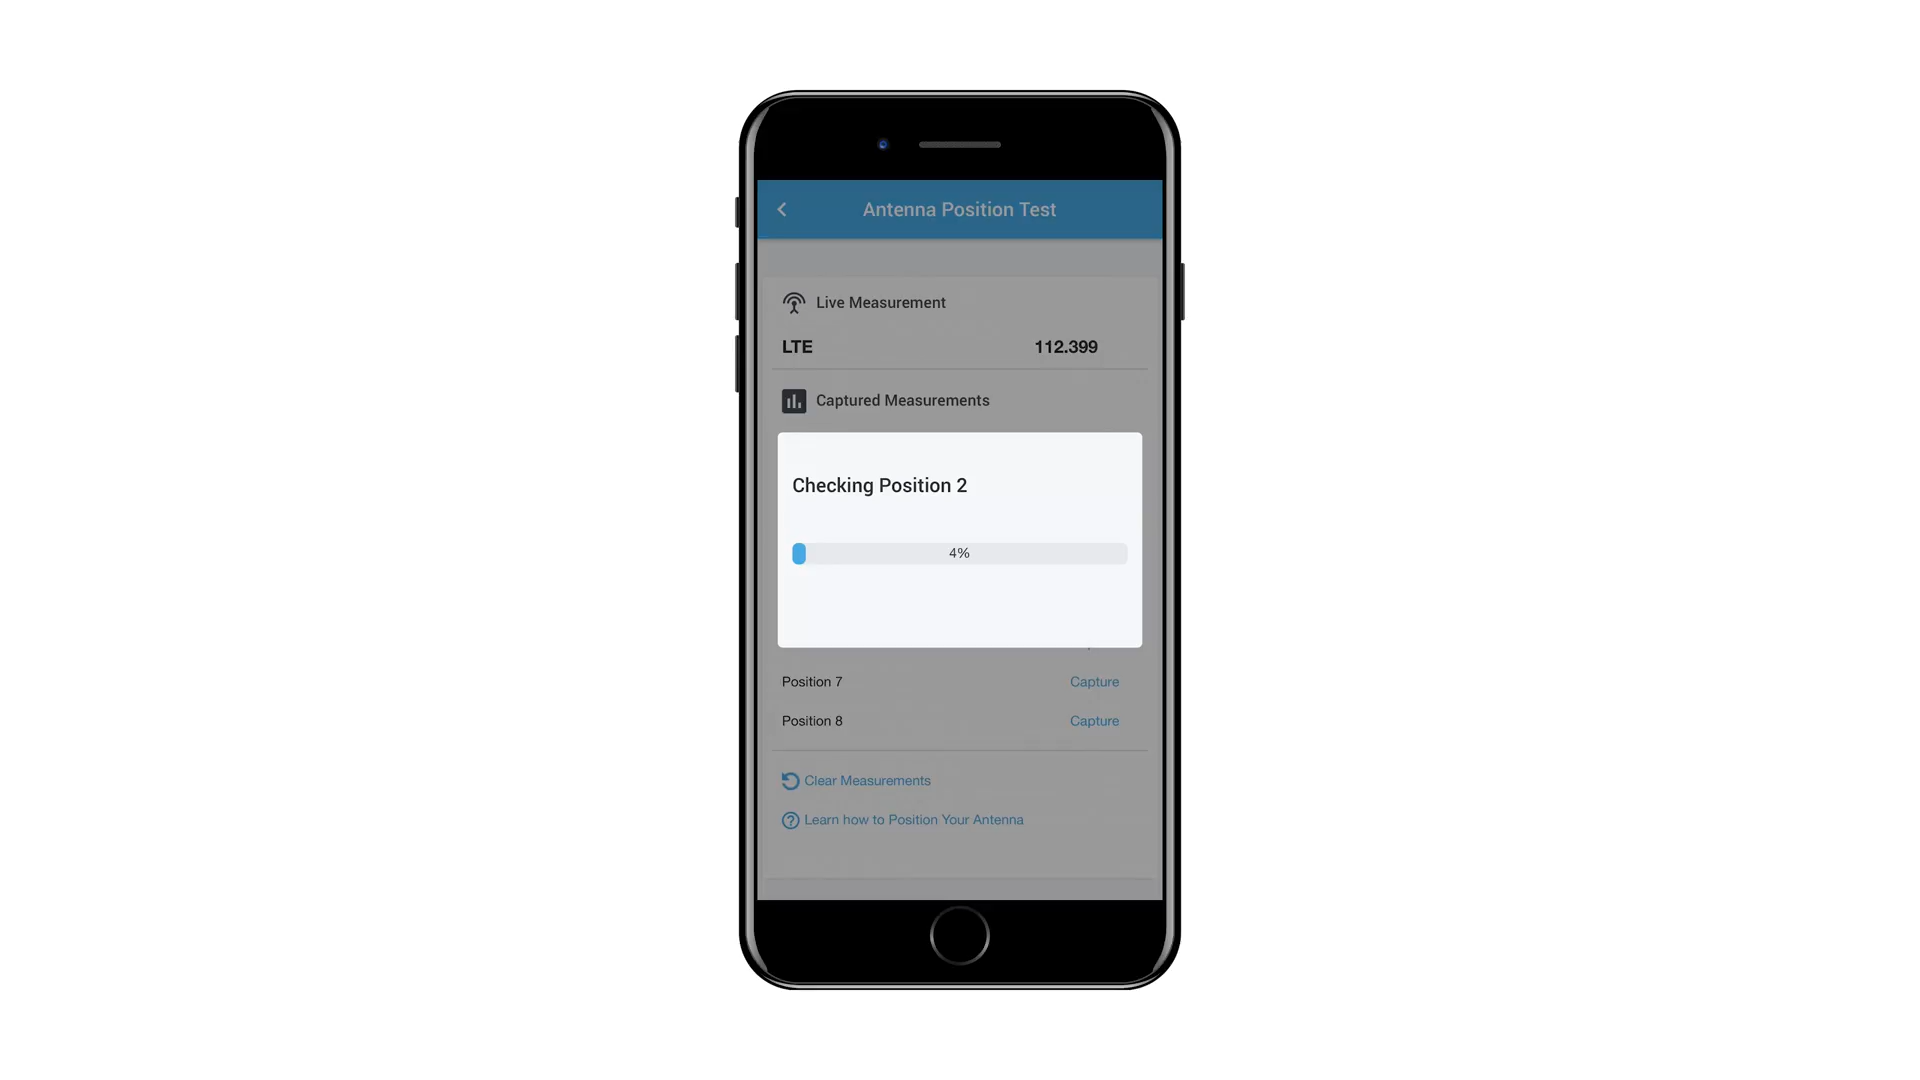 Antenna Position Test
Live Measurement
LTE 112.399
Captured Measurements
Checking Position 2
4%
Position 7 Capture
Position 8 Capture
Clear Measurements
Learn how to Position Your Antenna